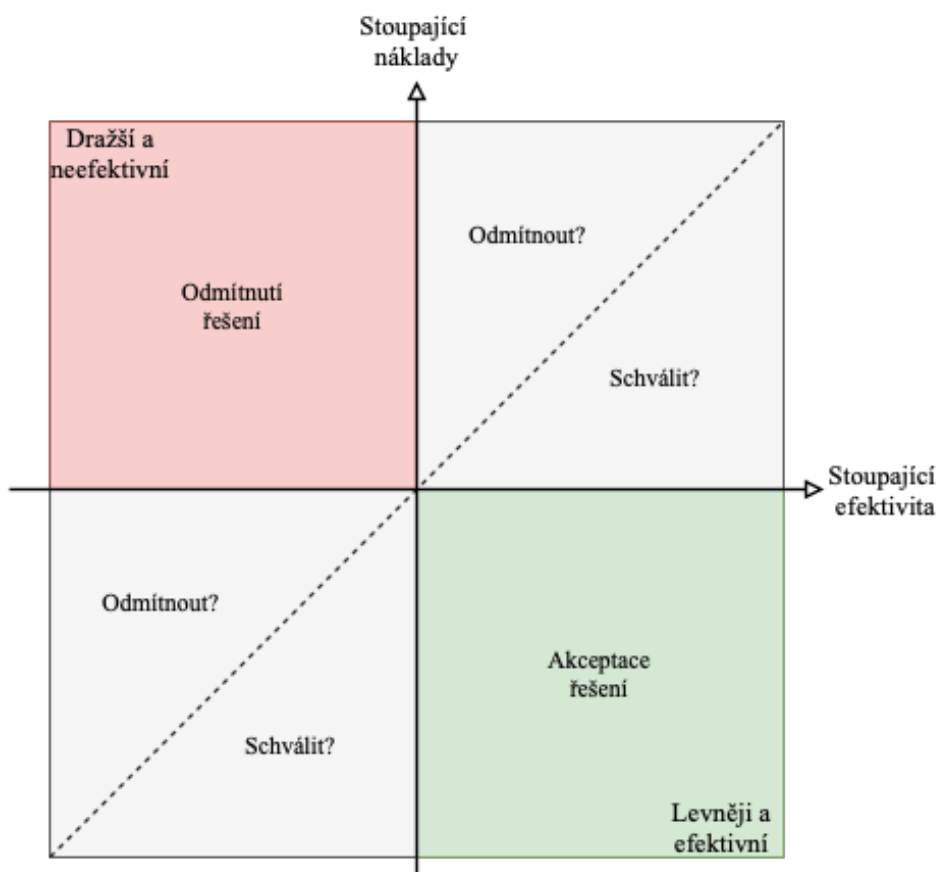 Stoupající
náklady
Dražší a
neefektivní
Odmítnout?
Odmítnutí
řešení
Schválit?
Stoupající
efektivita
Odmítnout?
Akceptace
řešení
Schválit?
Levněji a
efektivní